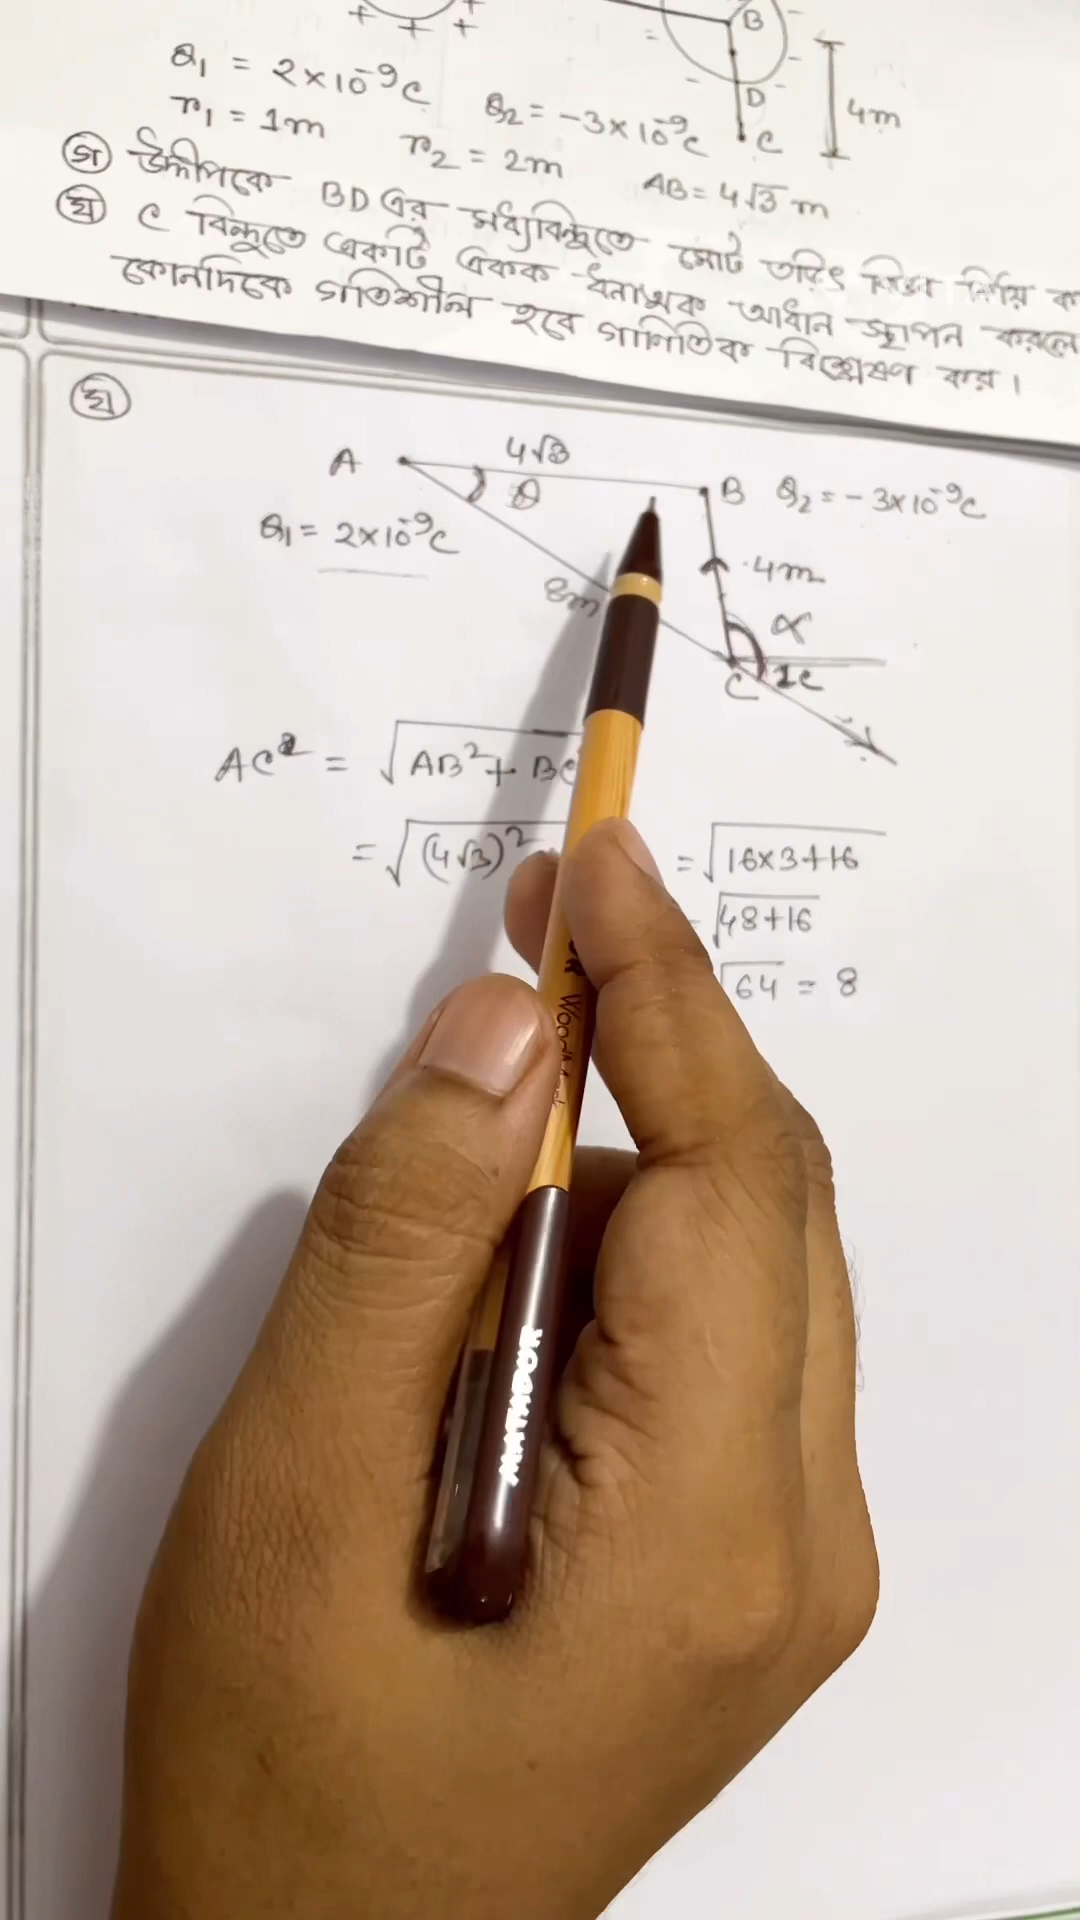 + + + +
B
D
C
4m
Q₁ = 2×10⁻⁹C
Q₂ = -3×10⁻⁹C
r₁ = 1m
r₂ = 2m
AB = 4√3 m
গ উদ্দীপকে BD এর মধ্যবিন্দুতে মোট তড়িৎ বিভব নির্ণয় ক
ঘ C বিন্দুতে একটি একক ধনাত্মক আধান স্থাপন করলে
কোনদিকে গতিশীল হবে গাণিতিক বিশ্লেষণ কর।
ঘ
A 4√3 B Q₂ = -3×10⁻⁹C
θ
Q₁ = 2×10⁻⁹C
8m
4m
α
C 1C
AC² = √AB² + BC
= √(4√3)² = √16×3+16
= √48+16
√64 = 8
MATADOR